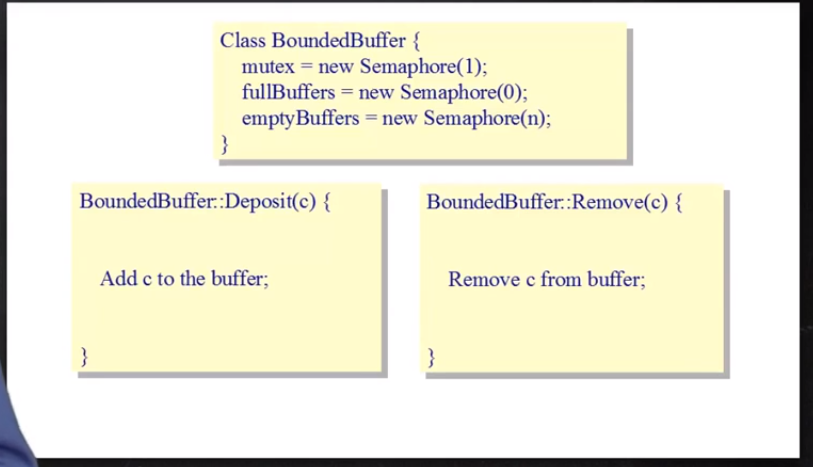 Class BoundedBuffer {
mutex = new Semaphore(1);
fullBuffers = new Semaphore(0);
emptyBuffers = new Semaphore(n);
}
BoundedBuffer::Deposit(c) {
Add c to the buffer;
}
BoundedBuffer::Remove(c) {
Remove c from buffer;
}